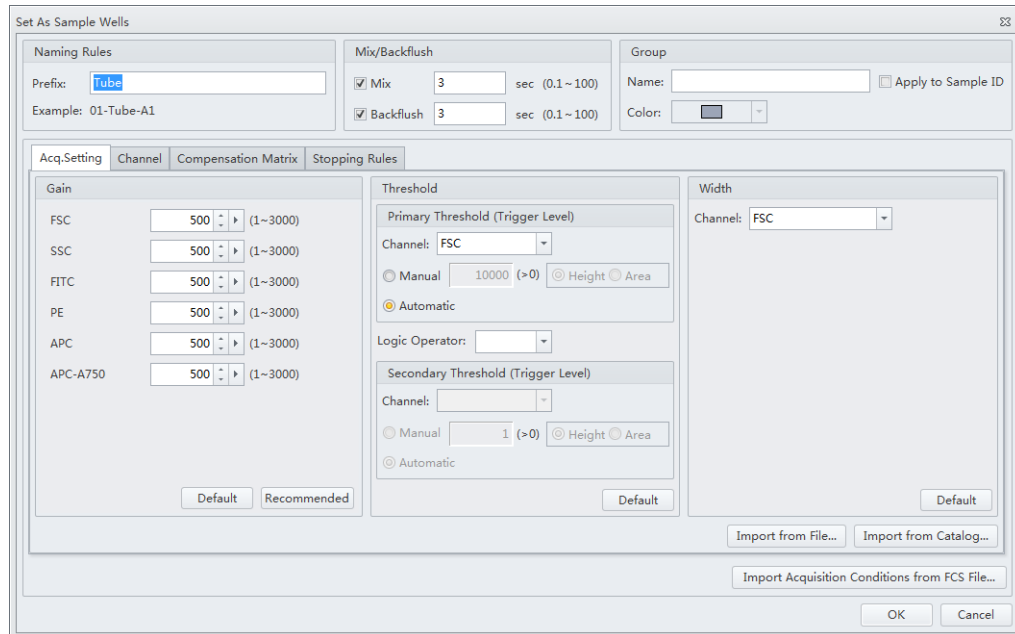 Set As Sample Wells
Naming Rules
Prefix: Tube
Example: 01-Tube-A1
Mix/Backflush
Mix 3 sec (0.1~100)
Backflush 3 sec (0.1~100)
Group
Name: Apply to Sample ID
Color:
Acq.Setting Channel Compensation Matrix Stopping Rules
Gain
FSC 500 (1~3000)
SSC 500 (1~3000)
FITC 500 (1~3000)
PE 500 (1~3000)
APC 500 (1~3000)
APC-A750 500 (1~3000)
Default Recommended
Threshold
Primary Threshold (Trigger Level)
Channel: FSC
Manual 10000 (>0) Height Area
Automatic
Logic Operator:
Secondary Threshold (Trigger Level)
Channel:
Manual 1 (>0) Height Area
Automatic
Default
Width
Channel: FSC
Default
Import from File... Import from Catalog...
Import Acquisition Conditions from FCS File...
OK Cancel